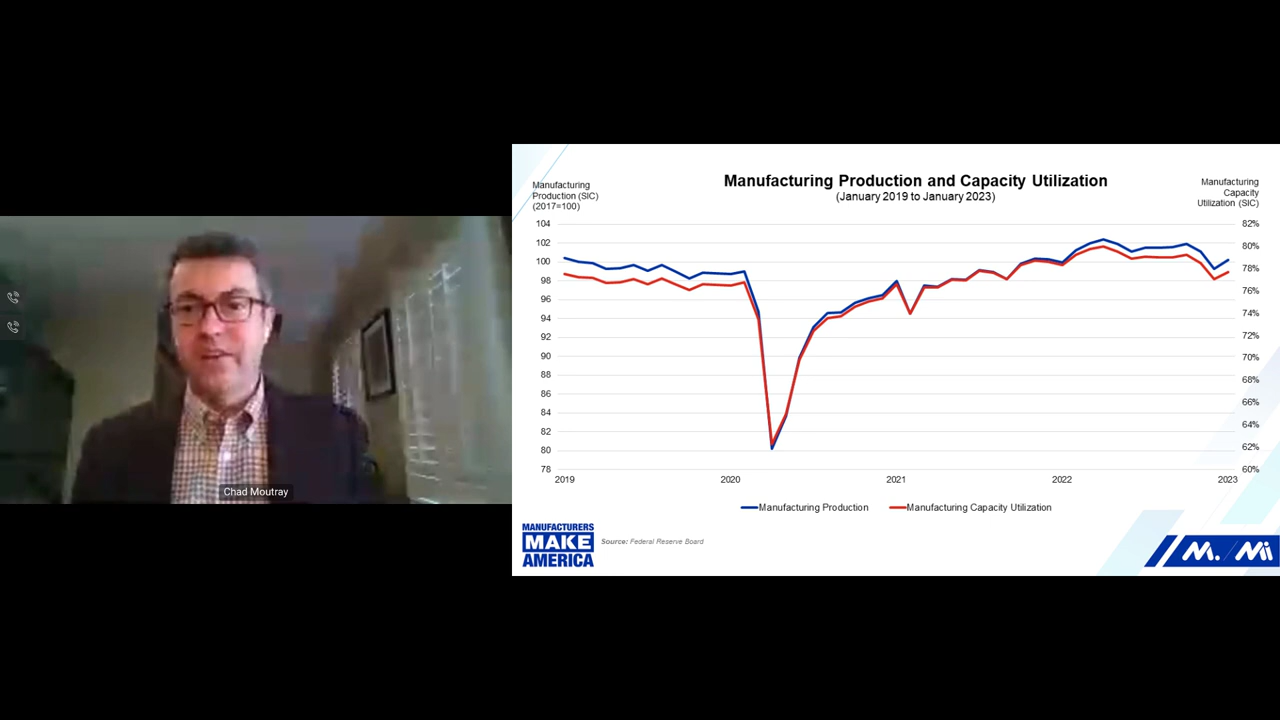 Chad Moutray
Manufacturing Production and Capacity Utilization
(January 2019 to January 2023)
Manufacturing
Production (SIC)
(2017=100)
Manufacturing
Capacity
Utilization (SIC)
104
102
100
98
96
94
92
90
88
86
84
82
80
78
82%
80%
78%
76%
74%
72%
70%
68%
66%
64%
62%
60%
2019 2020 2021 2022 2023
Manufacturing Production Manufacturing Capacity Utilization
MANUFACTURERS
MAKE
AMERICA
Source: Federal Reserve Board